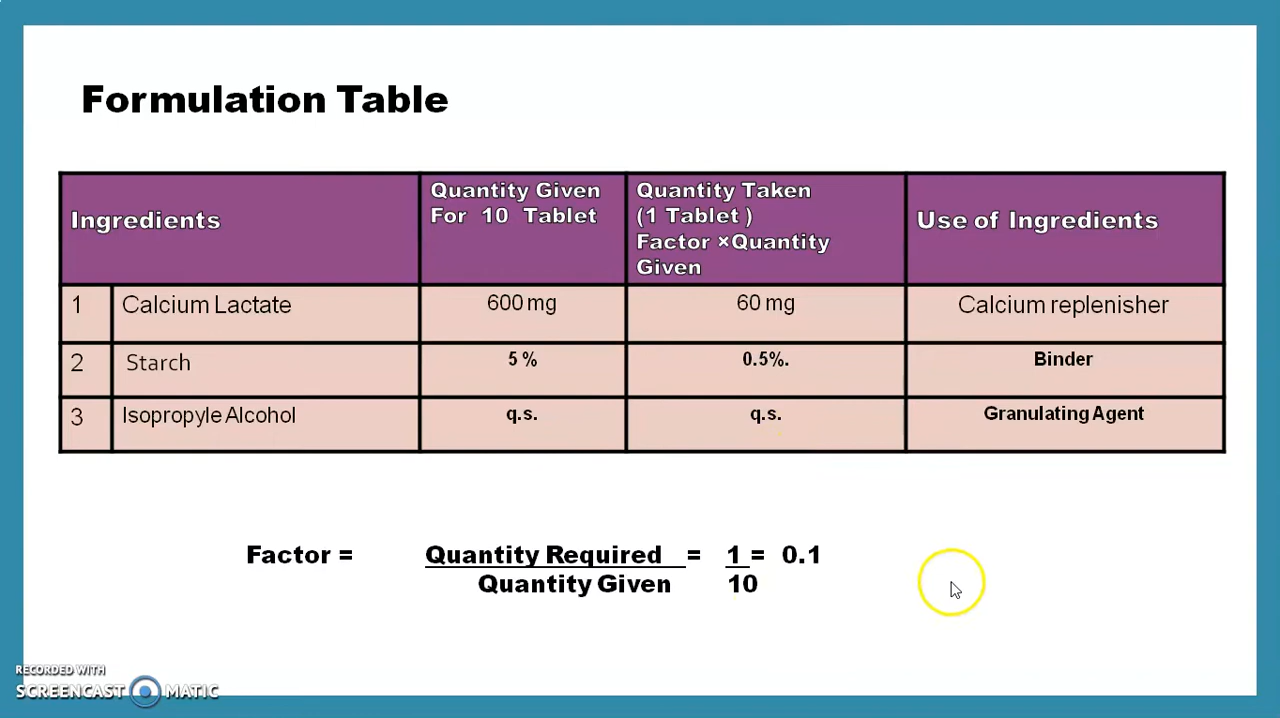 Formulation Table
Ingredients
Quantity Given
For 10 Tablet
Quantity Taken
(1 Tablet )
Factor ×Quantity
Given
Use of Ingredients
1 Calcium Lactate 600 mg 60 mg Calcium replenisher
2 Starch 5 % 0.5%. Binder
3 Isopropyle Alcohol q.s. q.s. Granulating Agent
Factor = Quantity Required = 1 = 0.1
Quantity Given 10
RECORDED WITH
SCREENCAST MATIC